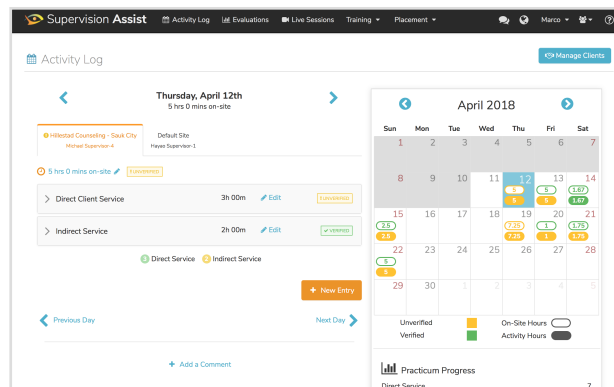 Supervision Assist Activity Log Evaluations Live Sessions Training Placement Marco
Activity Log
Manage Clients
Thursday, April 12th
5 hrs 0 mins on-site
Hillestad Counseling - Sauk City
Michael Supervisor-4
Default Site
Hayes Supervisor-1
5 hrs 0 mins on-site UNVERIFIED
Direct Client Service 3h 00m Edit UNVERIFIED
Indirect Service 2h 00m Edit VERIFIED
3 Direct Service 2 Indirect Service
+ New Entry
Previous Day Next Day
+ Add a Comment
April 2018
Sun Mon Tue Wed Thu Fri Sat
1 2 3 4 5 6 7
8 9 10 11 12 13 14
5 5 1.67
5 5 1.67
15 16 17 18 19 20 21
2.5 7.25 1 1.75
2.5 7.25 1 1.75
22 23 24 25 26 27 28
5
5
29 30 1 2 3 4 5
Unverified On-Site Hours
Verified Activity Hours
Practicum Progress
Direct Service 7